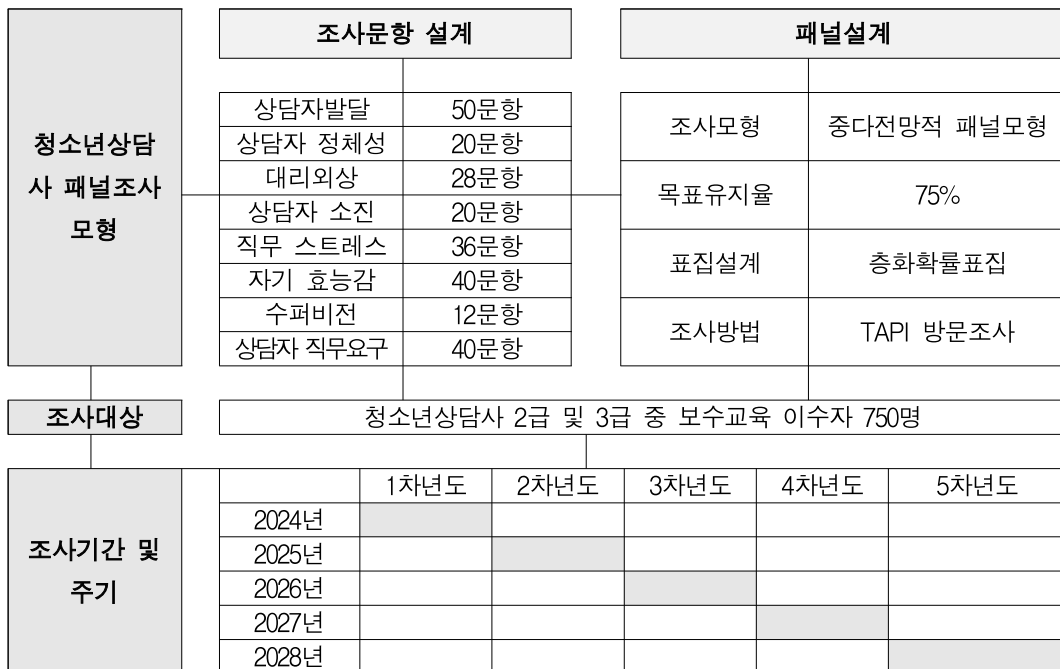 조사문항 설계
패널설계
청소년상담
사 패널조사
모형
상담자발달 50문항
상담자 정체성 20문항
대리외상 28문항
상담자 소진 20문항
직무 스트레스 36문항
자기 효능감 40문항
수퍼비전 12문항
상담자 직무요구 40문항
조사모형 중다전망적 패널모형
목표유지율 75%
표집설계 층화확률표집
조사방법 TAPI 방문조사
조사대상
청소년상담사 2급 및 3급 중 보수교육 이수자 750명
조사기간 및
주기
1차년도 2차년도 3차년도 4차년도 5차년도
2024년
2025년
2026년
2027년
2028년